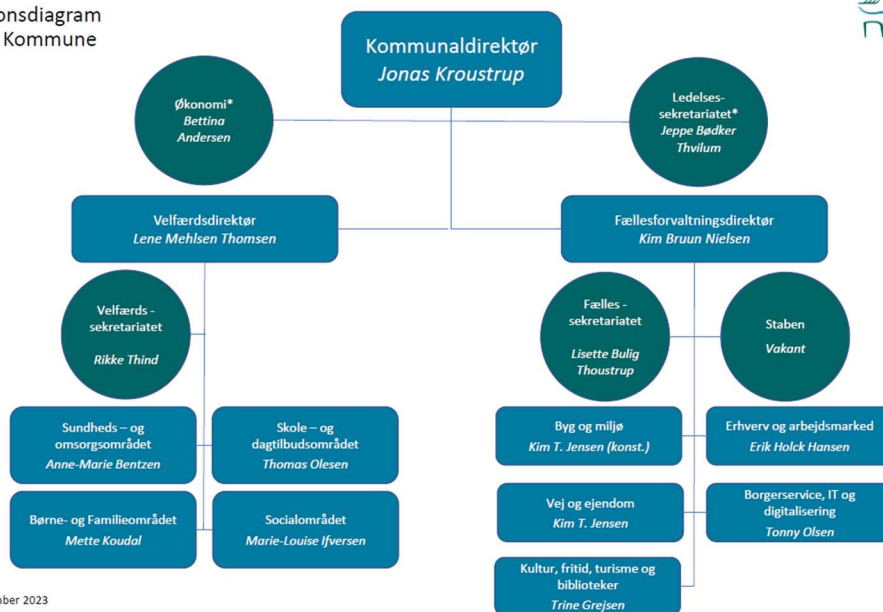 onsdiagram
Kommune
Kommunaldirektør
Jonas Kroustrup
Økonomi*
Bettina
Andersen
Ledelses-
sekretariatet*
Jeppe Bødker
Thvilum
Velfærdsdirektør
Lene Mehlsen Thomsen
Fællesforvaltningsdirektør
Kim Bruun Nielsen
Velfærds -
sekretariatet
Rikke Thind
Fælles -
sekretariatet
Lisette Bulig
Thoustrup
Staben
Vakant
Sundheds – og
omsorgsområdet
Anne-Marie Bentzen
Skole – og
dagtilbudsområdet
Thomas Olesen
Børne- og Familieområdet
Mette Koudal
Socialområdet
Marie-Louise Ifversen
Byg og miljø
Kim T. Jensen (konst.)
Erhverv og arbejdsmarked
Erik Holck Hansen
Vej og ejendom
Kim T. Jensen
Borgerservice, IT og
digitalisering
Tonny Olsen
Kultur, fritid, turisme og
biblioteker
Trine Grejsen
mber 2023